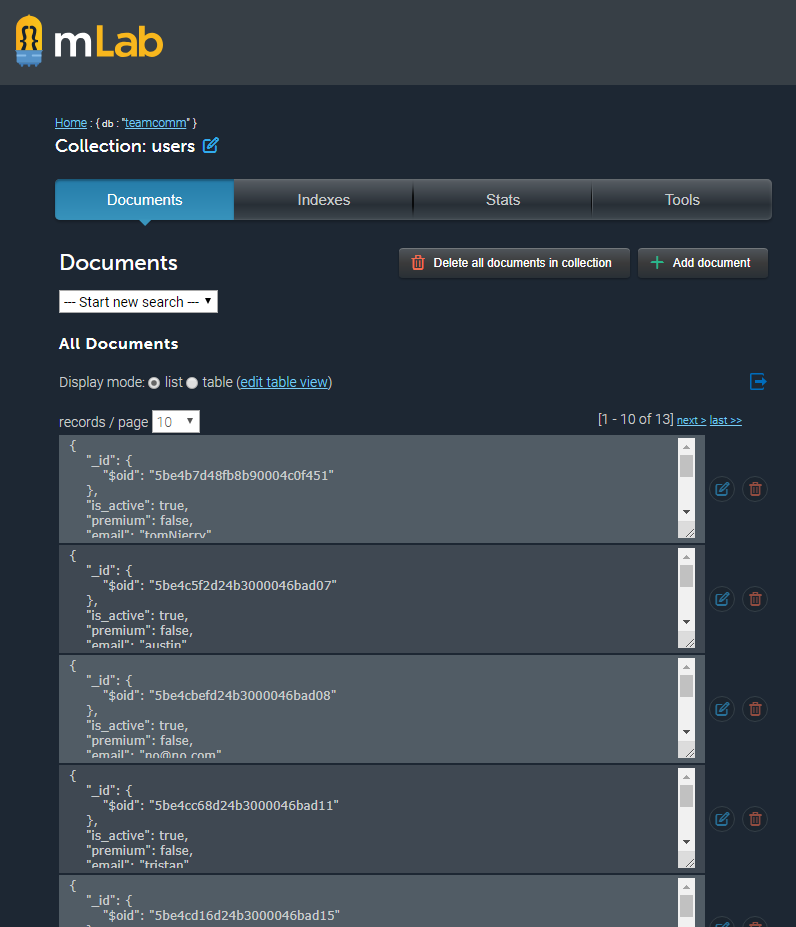 mLab
Home : { db : "teamcomm" }
Collection: users
Documents Indexes Stats Tools
Documents
Delete all documents in collection
Add document
--- Start new search ---
All Documents
Display mode: list table (edit table view)
records / page 10
[1 - 10 of 13] next > last >>
{
"_id": {
"$oid": "5be4b7d48fb8b90004c0f451"
},
"is_active": true,
"premium": false,
"email": "tomNjerry"
{
"_id": {
"$oid": "5be4c5f2d24b3000046bad07"
},
"is_active": true,
"premium": false,
"email": "austin"
{
"_id": {
"$oid": "5be4cbefd24b3000046bad08"
},
"is_active": true,
"premium": false,
"email": "no@no.com"
{
"_id": {
"$oid": "5be4cc68d24b3000046bad11"
},
"is_active": true,
"premium": false,
"email": "tristan"
{
"_id": {
"$oid": "5be4cd16d24b3000046bad15"